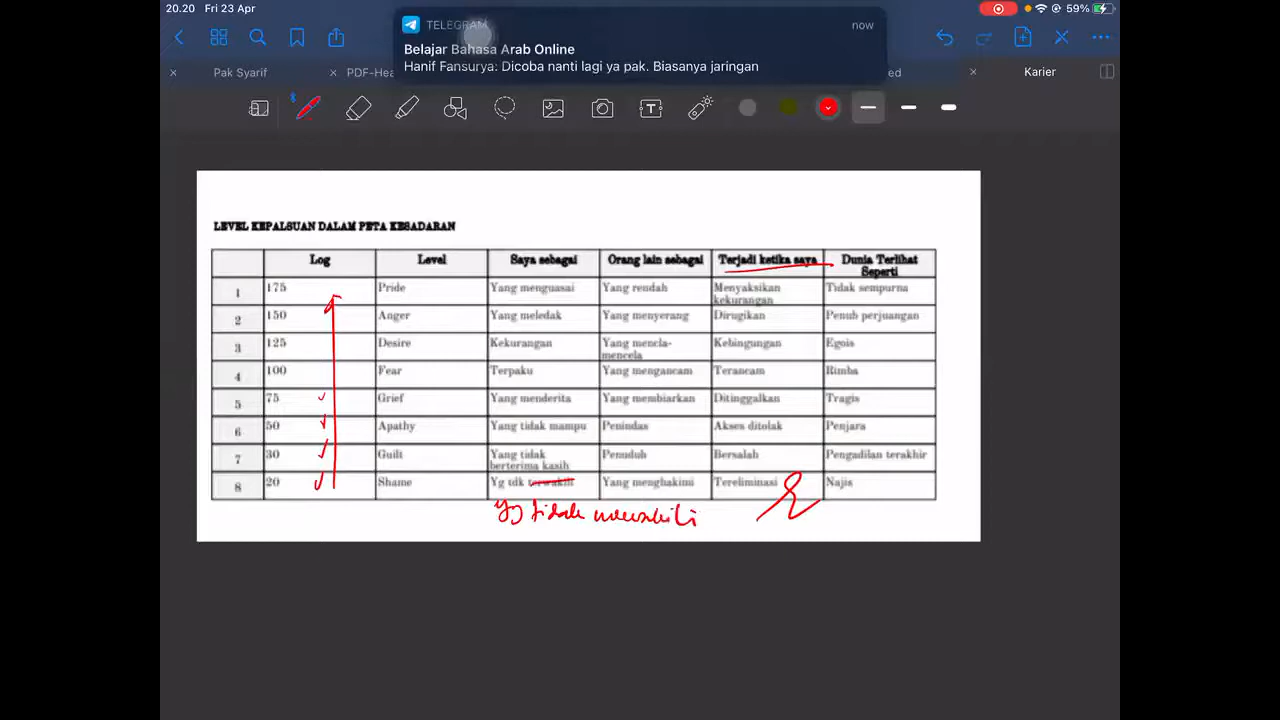 20.20 Fri 23 Apr
59%
TELEGRAM
now
Belajar Bahasa Arab Online
Hanif Fansurya: Dicoba nanti lagi ya pak. Biasanya jaringan
Pak Syarif
PDF-Hea
ed
Karier
LEVEL KEPALSUAN DALAM PETA KESADARAN
Log Level Saya sebagai Orang lain sebagai Terjadi ketika saya Dunia Terlihat
Seperti
1 175 Pride Yang menguasai Yang rendah Menyaksikan Tidak sempurna
kekurangan
2 150 Anger Yang meledak Yang menyerang Dirugikan Penuh perjuangan
3 125 Desire Kekurangan Yang mencla- Kebingungan Egois
mencela
4 100 Fear Terpaku Yang mengancam Terancam Rimba
5 75 Grief Yang menderita Yang membiarkan Ditinggalkan Tragis
6 50 Apathy Yang tidak mampu Penindas Akses ditolak Penjara
7 30 Guilt Yang tidak Penuduh Bersalah Pengadilan terakhir
berterima kasih
8 20 Shame Yg tdk terwakili Yang menghakimi Tereliminasi Najis
Yg tidak mewakili